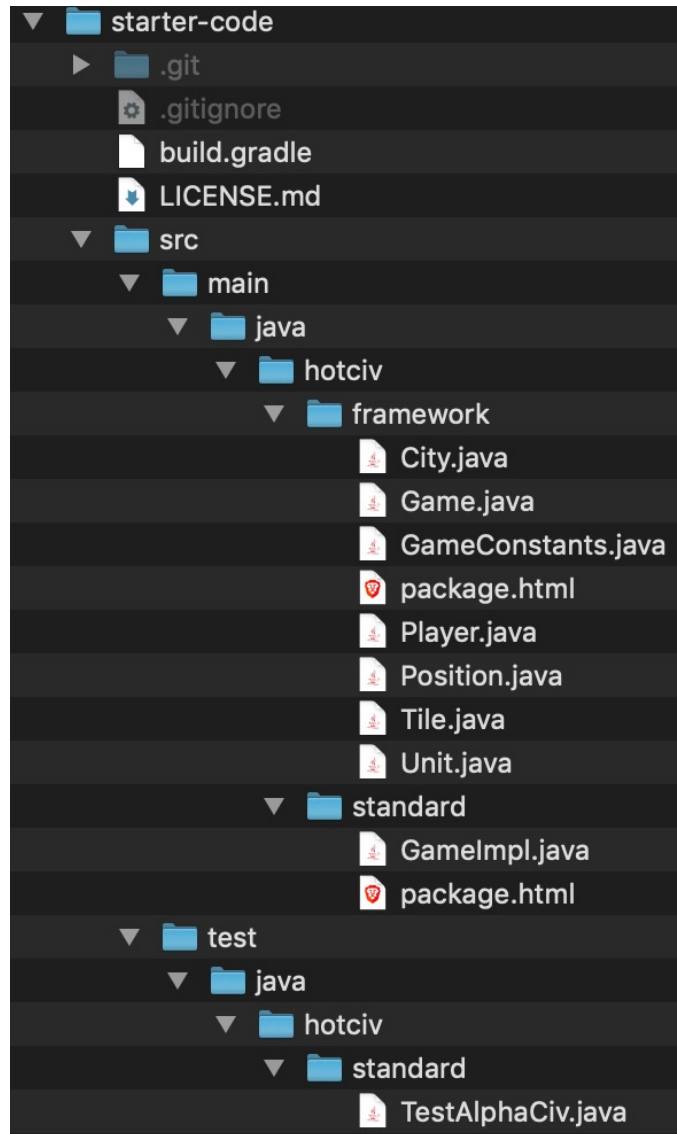 starter-code
.git
.gitignore
build.gradle
LICENSE.md
src
main
java
hotciv
framework
City.java
Game.java
GameConstants.java
package.html
Player.java
Position.java
Tile.java
Unit.java
standard
GameImpl.java
package.html
test
java
hotciv
standard
TestAlphaCiv.java